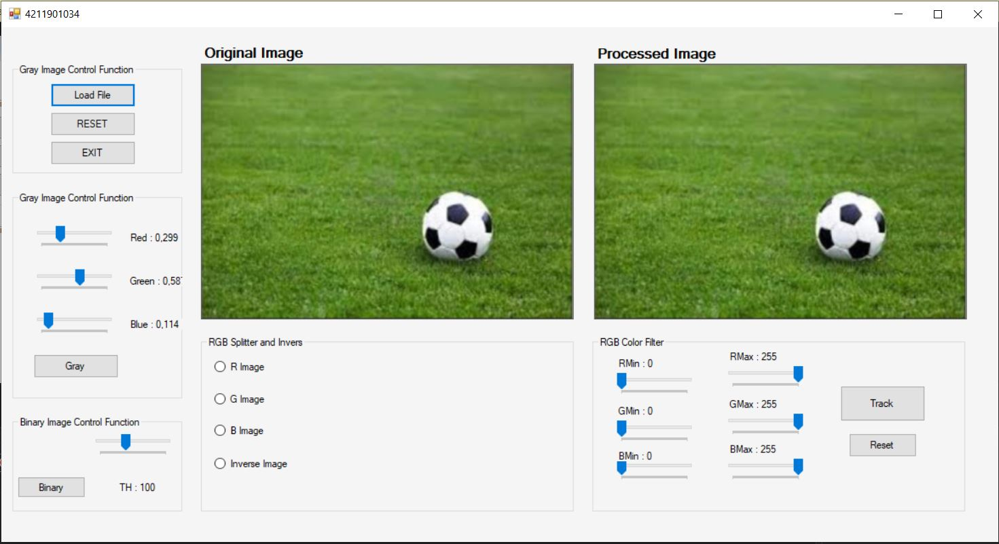 4211901034
Original Image
Processed Image
Gray Image Control Function
Load File
RESET
EXIT
Gray Image Control Function
Red : 0,299
Green : 0,58
Blue : 0,114
Gray
Binary Image Control Function
Binary
TH : 100
RGB Splitter and Invers
R Image
G Image
B Image
Inverse Image
RGB Color Filter
RMin : 0
RMax : 255
GMin : 0
GMax : 255
BMin : 0
BMax : 255
Track
Reset